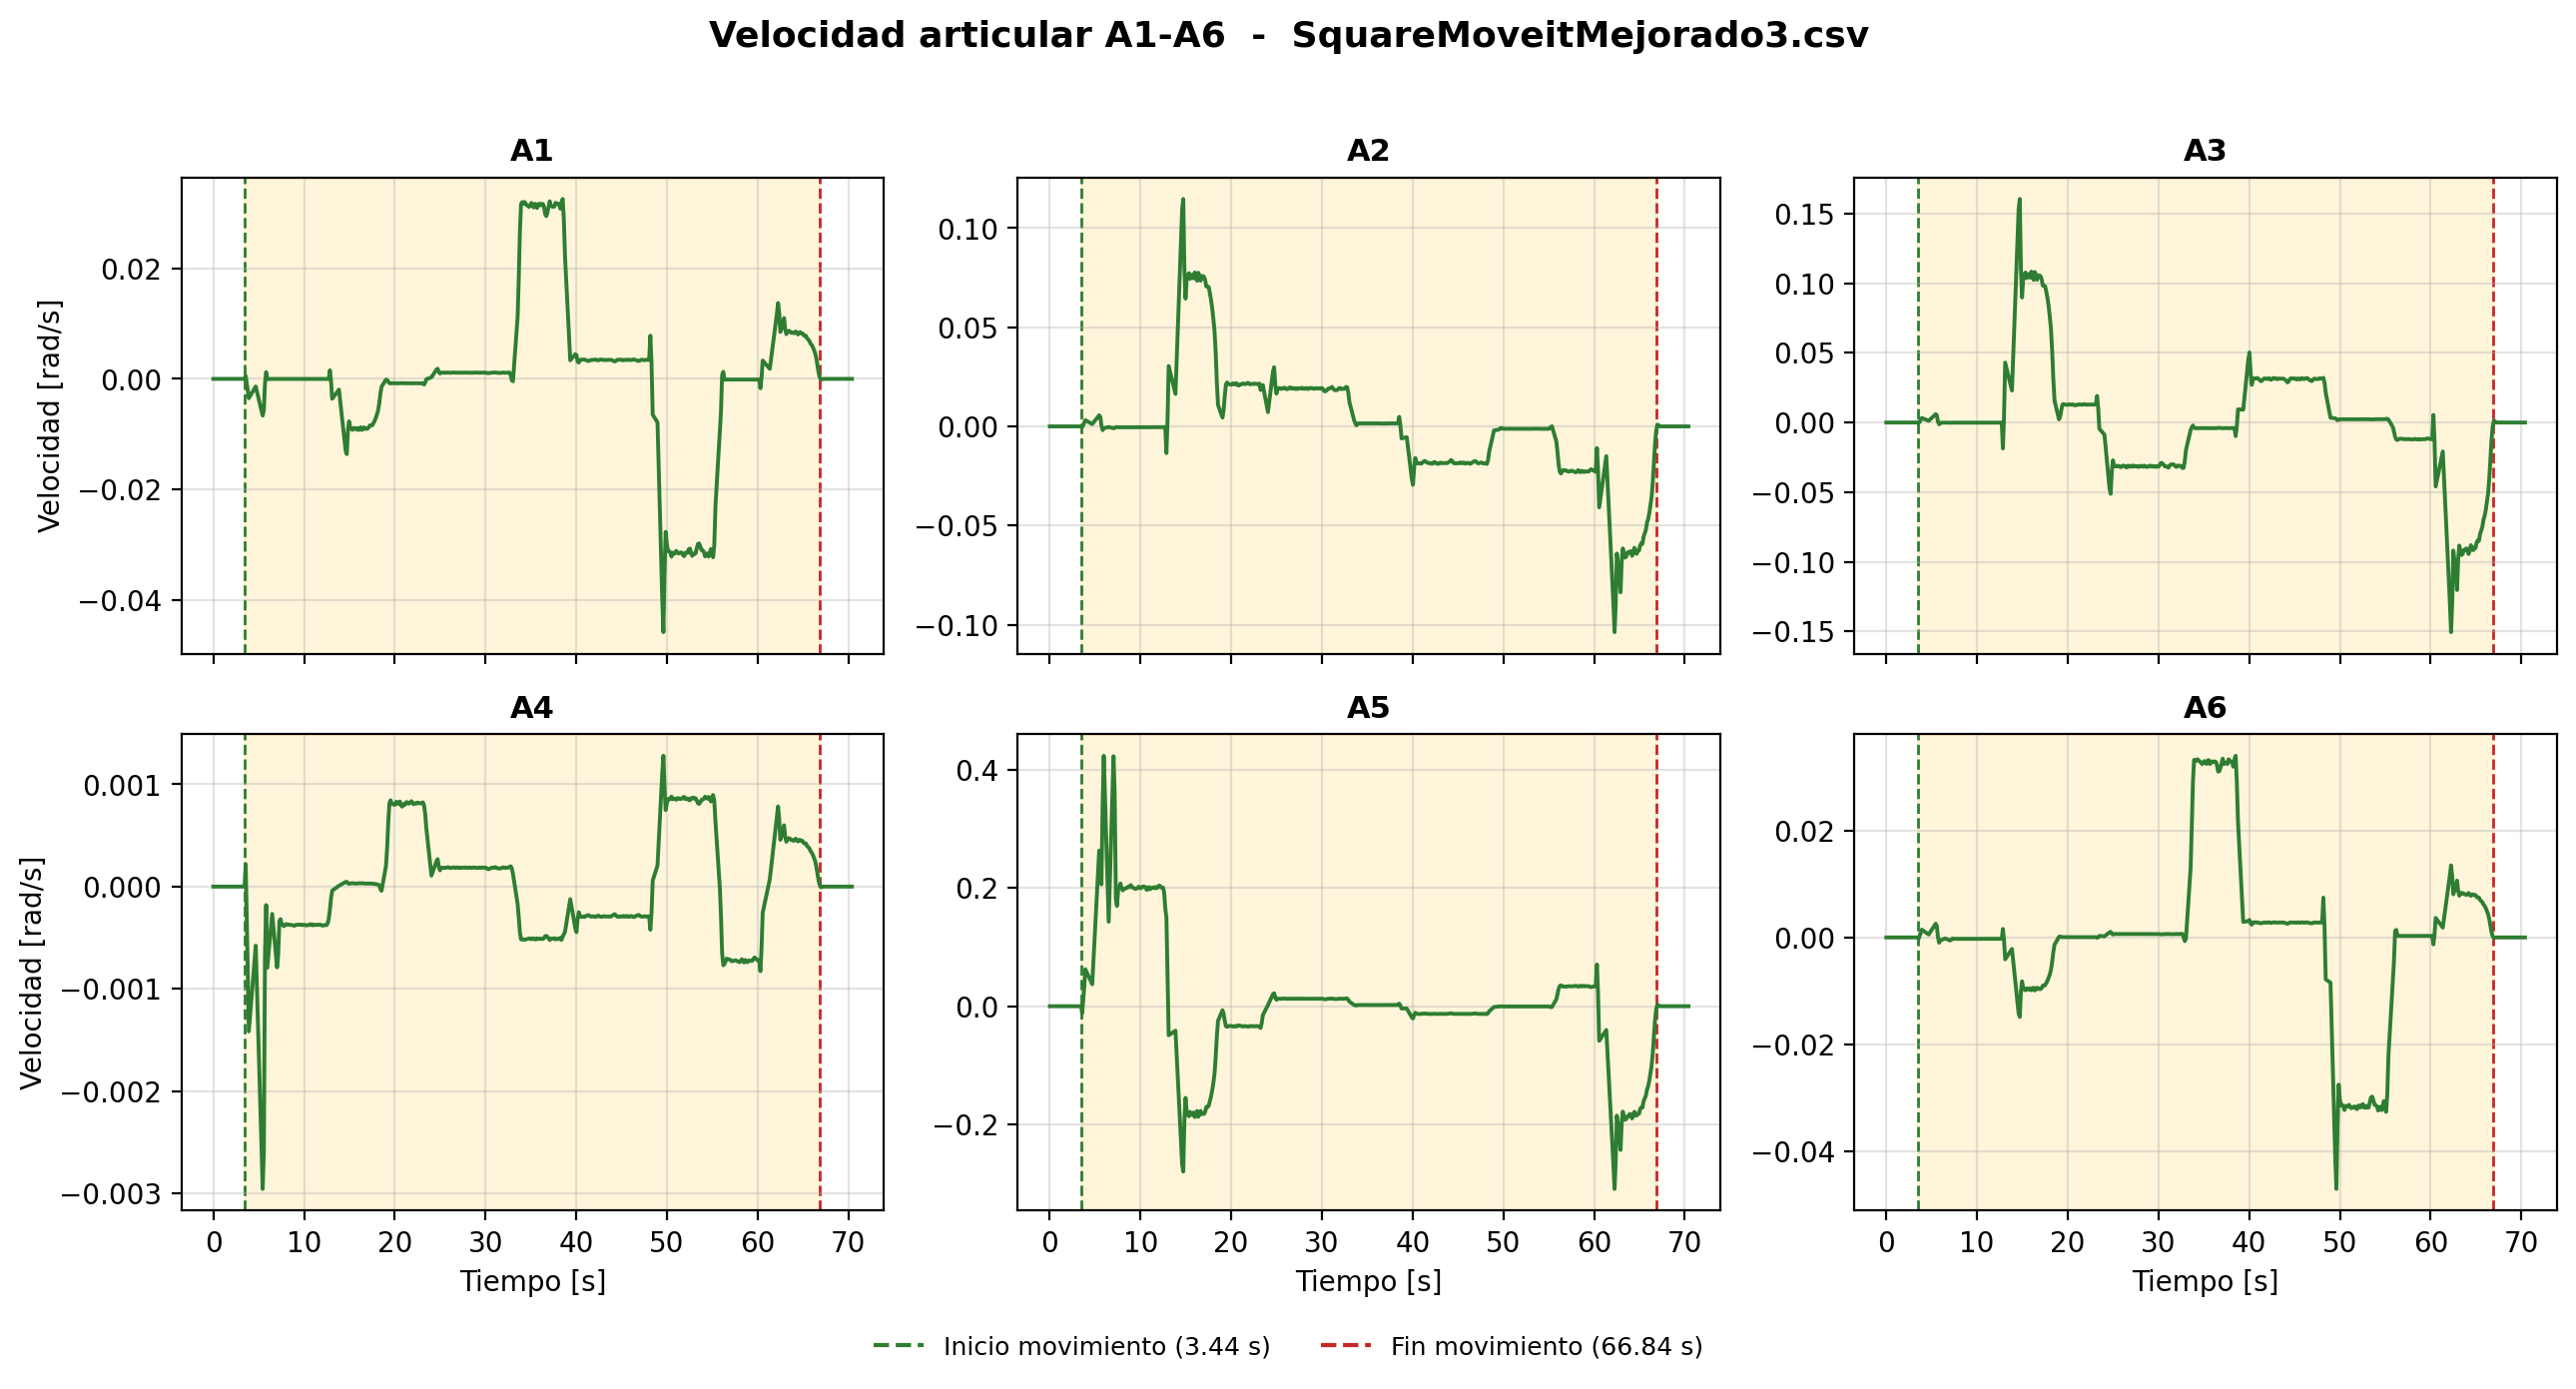 Velocidad articular A1-A6  -  SquareMoveitMejorado3.csv
A1
A2
A3
Velocidad [rad/s]
0.02
0.00
−0.02
−0.04
0.10
0.05
0.00
−0.05
−0.10
0.15
0.10
0.05
0.00
−0.05
−0.10
−0.15
A4
A5
A6
Velocidad [rad/s]
0.001
0.000
−0.001
−0.002
−0.003
0.4
0.2
0.0
−0.2
0.02
0.00
−0.02
−0.04
0 10 20 30 40 50 60 70
0 10 20 30 40 50 60 70
0 10 20 30 40 50 60 70
Tiempo [s]
Tiempo [s]
Tiempo [s]
Inicio movimiento (3.44 s)
Fin movimiento (66.84 s)